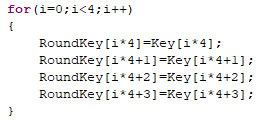 for(i=0;i<4;i++)
{
    RoundKey[i*4]=Key[i*4];
    RoundKey[i*4+1]=Key[i*4+1];
    RoundKey[i*4+2]=Key[i*4+2];
    RoundKey[i*4+3]=Key[i*4+3];
}